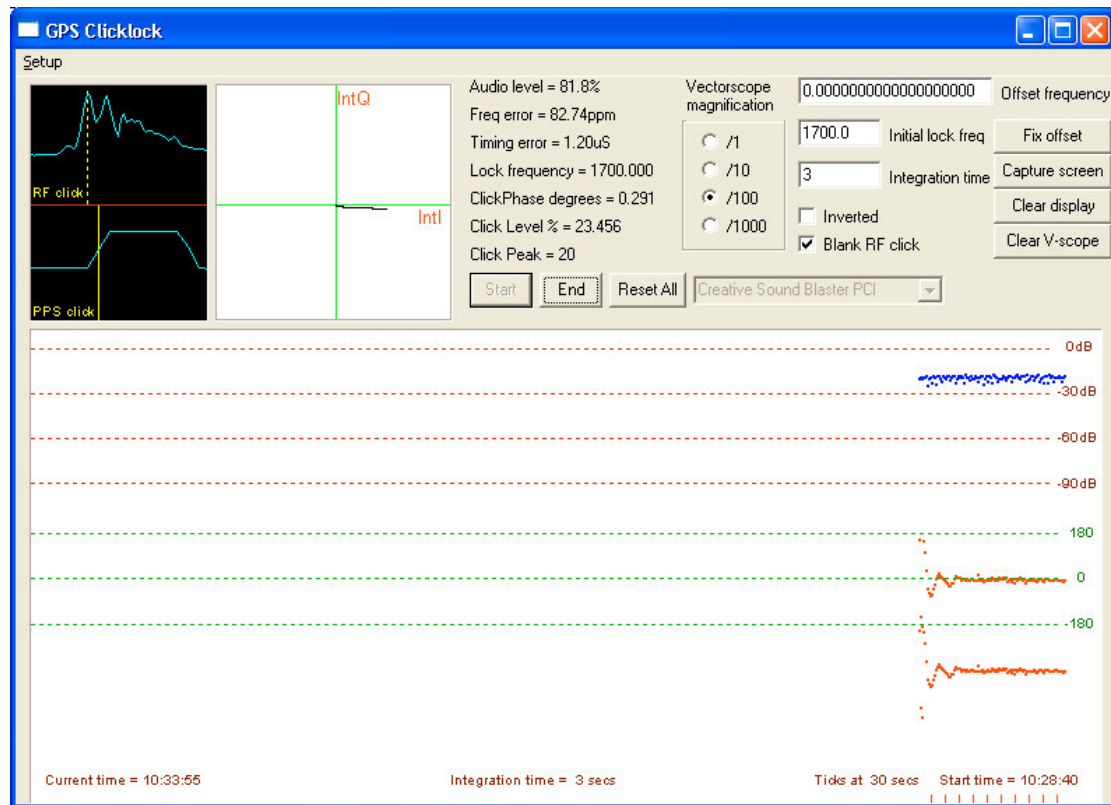 GPS Clicklock
Setup
RF click
PPS click
IntQ
IntI
Audio level = 81.8%
Freq error = 82.74ppm
Timing error = 1.20uS
Lock frequency = 1700.000
ClickPhase degrees = 0.291
Click Level % = 23.456
Click Peak = 20
Vectorscope
magnification
/1
/10
/100
/1000
0.0000000000000000000 Offset frequency
1700.0 Initial lock freq
3 Integration time
Inverted
Blank RF click
Fix offset
Capture screen
Clear display
Clear V-scope
Start End Reset All Creative Sound Blaster PCI
0dB
-30dB
-60dB
-90dB
180
0
-180
Current time = 10:33:55 Integration time = 3 secs Ticks at 30 secs Start time = 10:28:40